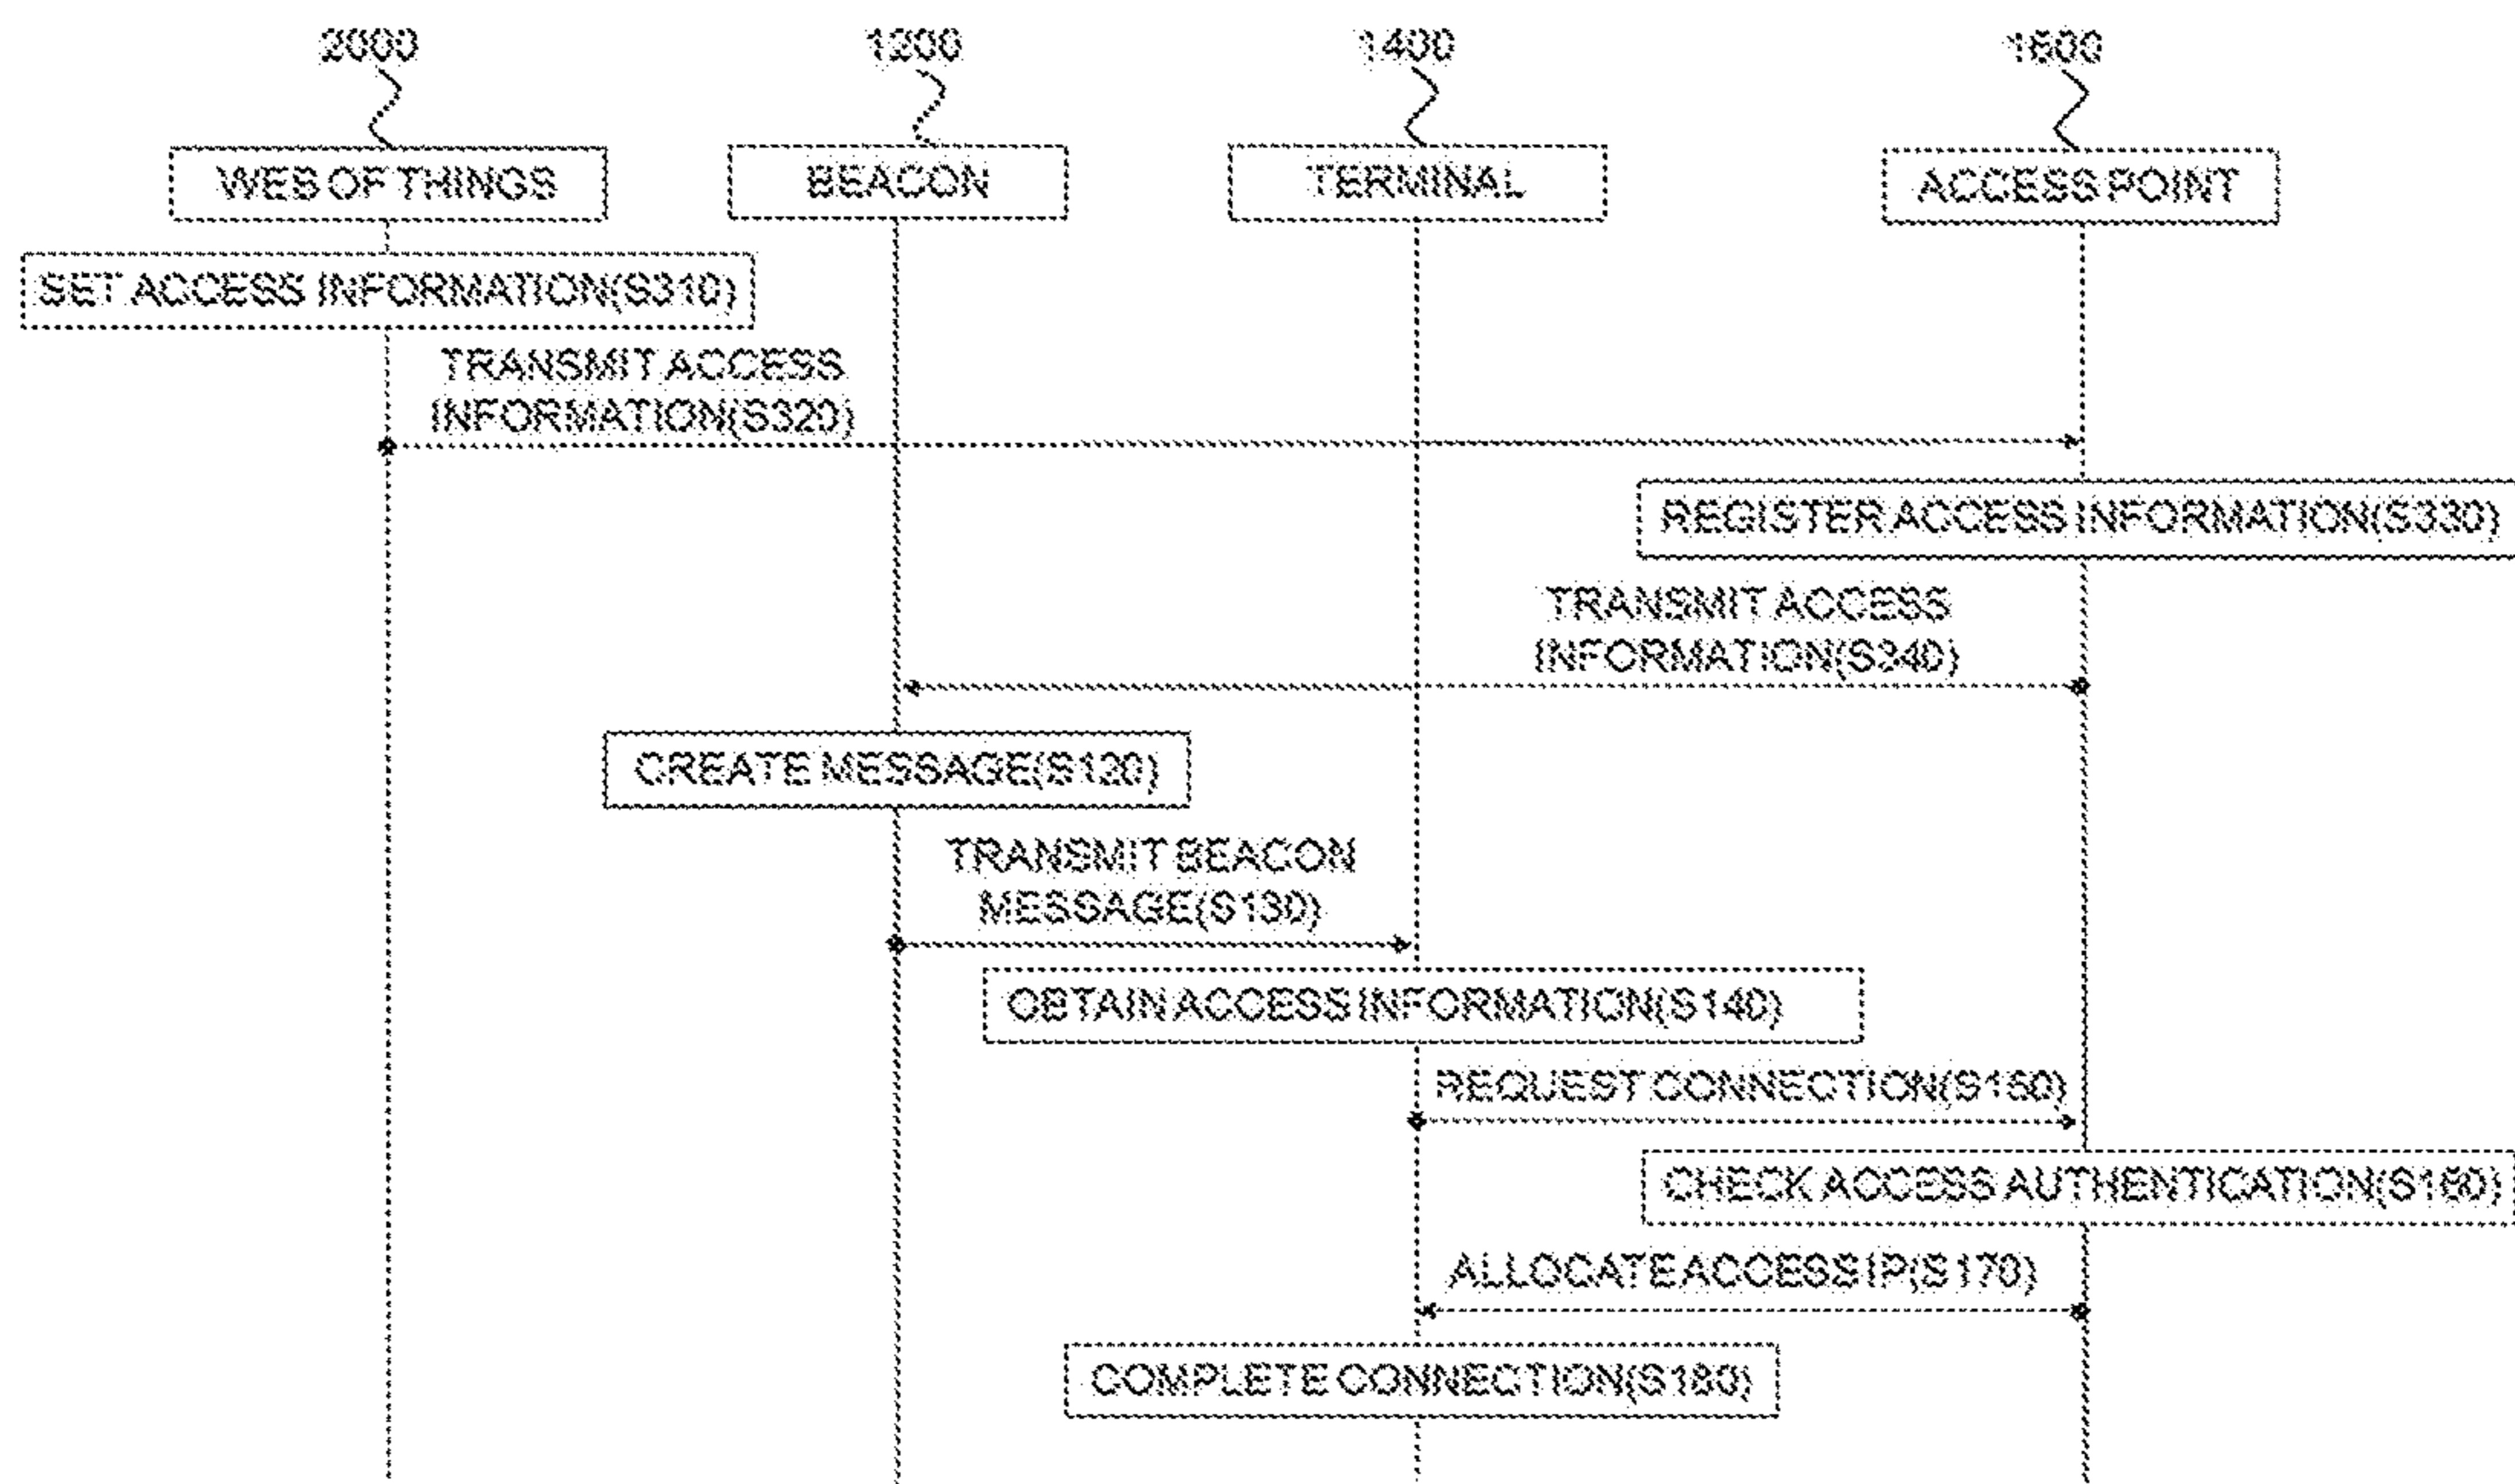 2000
1200
1400
1600
WEB OF THINGS
BEACON
TERMINAL
ACCESS POINT
SET ACCESS INFORMATION(S310)
TRANSMIT ACCESS
INFORMATION(S320)
REGISTER ACCESS INFORMATION(S330)
TRANSMIT ACCESS
INFORMATION(S340)
CREATE MESSAGE(S120)
TRANSMIT BEACON
MESSAGE(S130)
OBTAIN ACCESS INFORMATION(S140)
REQUEST CONNECTION(S150)
CHECK ACCESS AUTHENTICATION(S160)
ALLOCATE ACCESS IP(S170)
COMPLETE CONNECTION(S180)